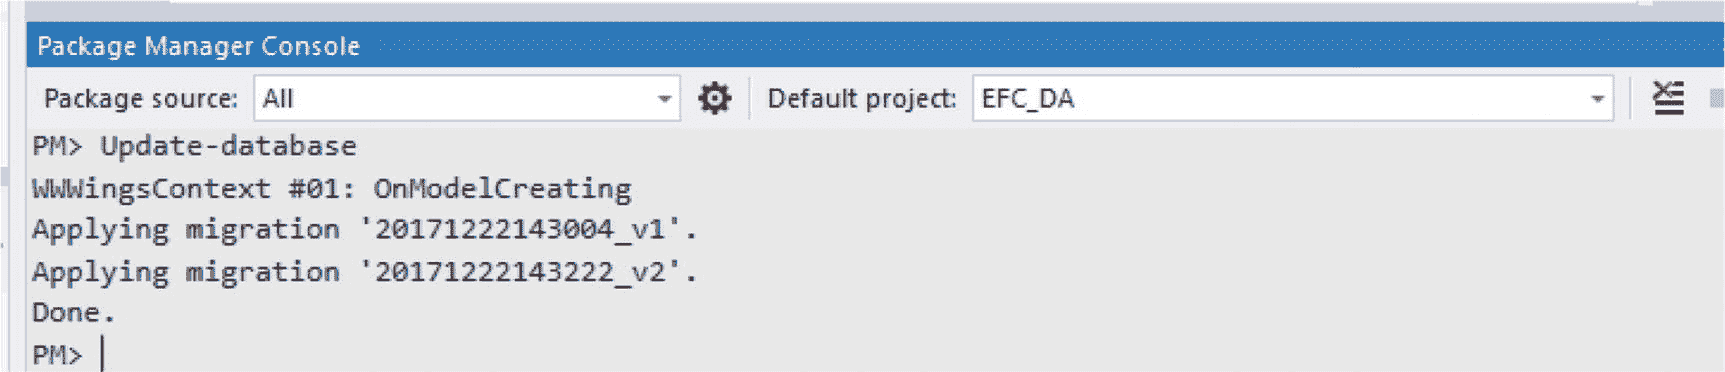 Package Manager Console
Package source: All Default project: EFC_DA
PM> Update-database
WWWingsContext #01: OnModelCreating
Applying migration '20171222143004_v1'.
Applying migration '20171222143222_v2'.
Done.
PM>